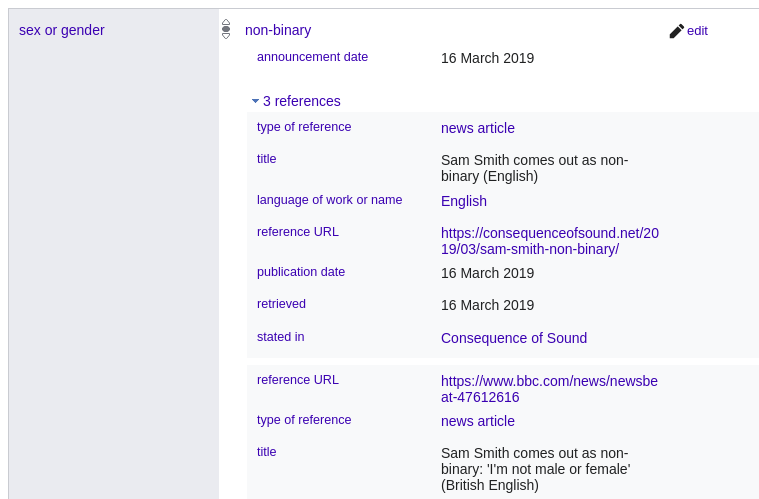 sex or gender
non-binary
edit
announcement date
16 March 2019
3 references
type of reference
news article
title
Sam Smith comes out as non-
binary (English)
language of work or name
English
reference URL
https://consequenceofsound.net/20
19/03/sam-smith-non-binary/
publication date
16 March 2019
retrieved
16 March 2019
stated in
Consequence of Sound
reference URL
https://www.bbc.com/news/newsbe
at-47612616
type of reference
news article
title
Sam Smith comes out as non-
binary: 'I'm not male or female'
(British English)